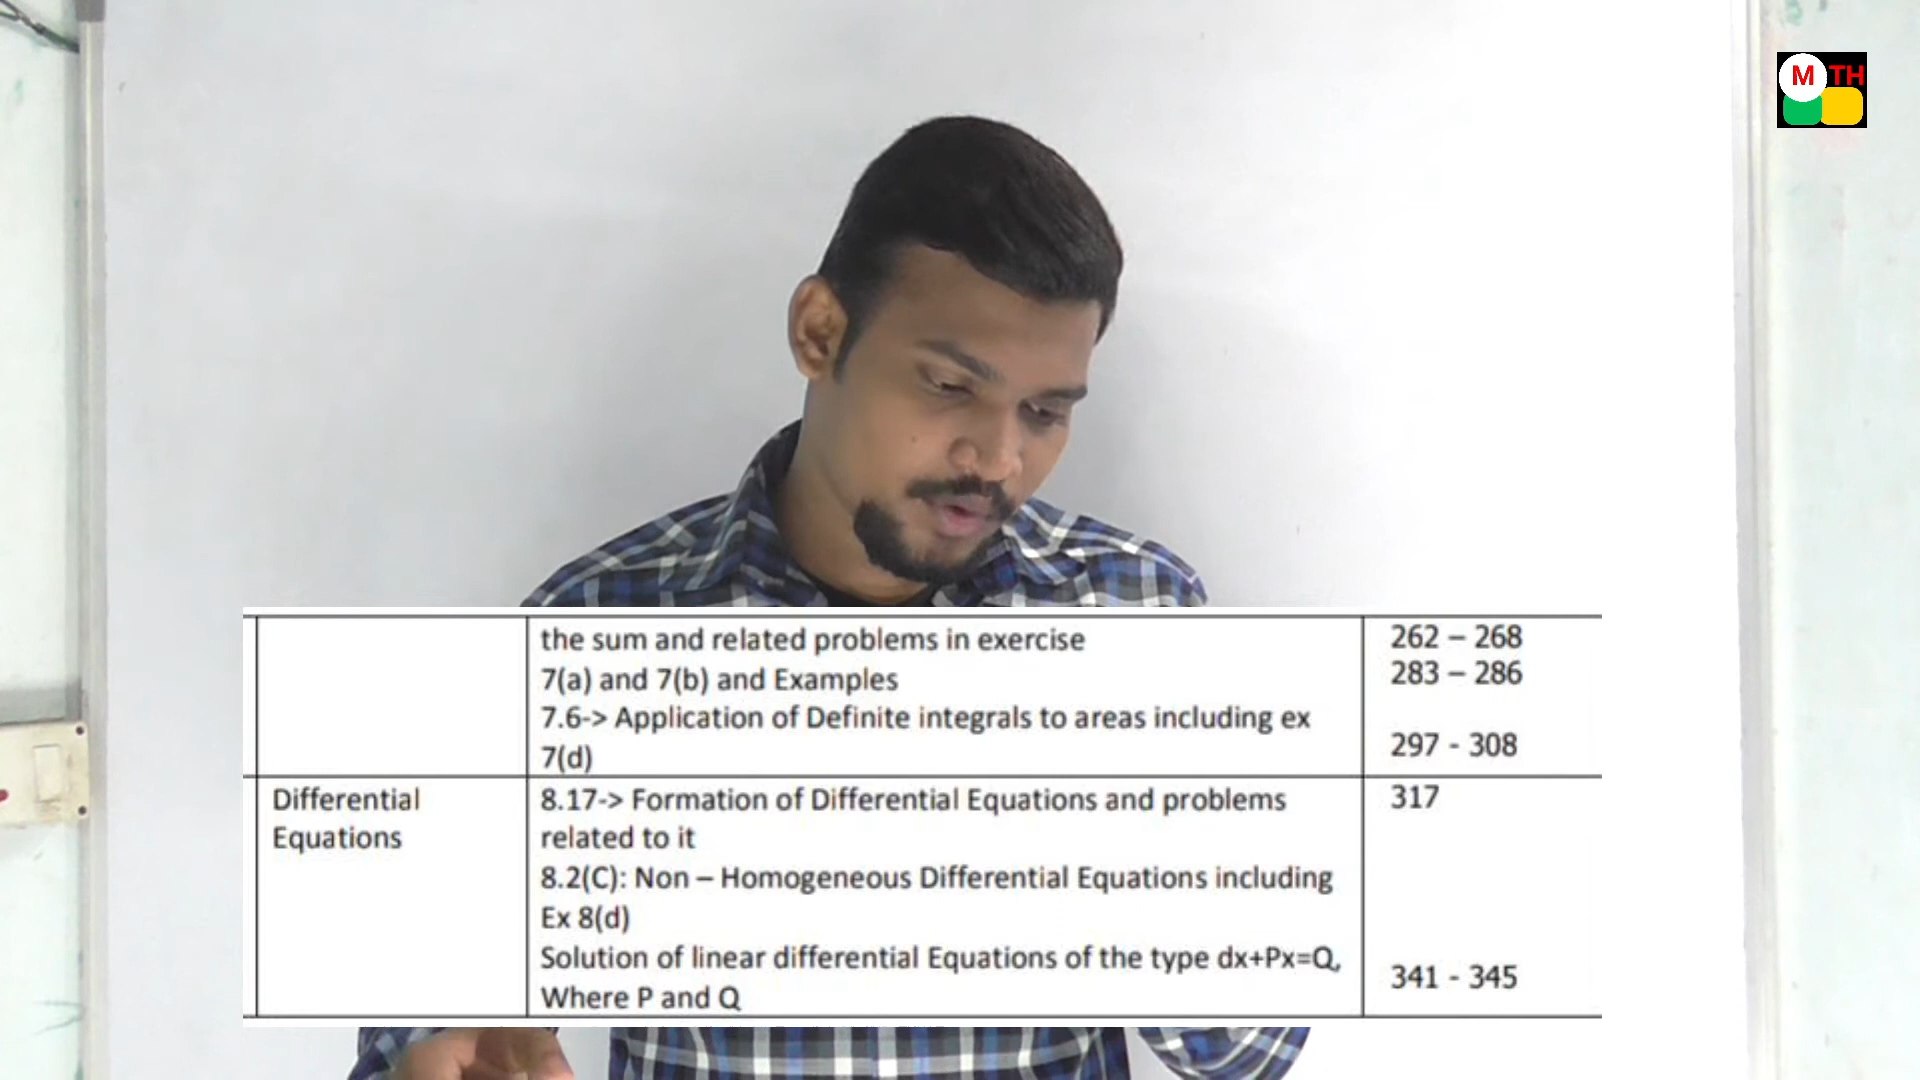 M TH
the sum and related problems in exercise
7(a) and 7(b) and Examples
7.6-> Application of Definite integrals to areas including ex
7(d)
262 – 268
283 – 286
297 - 308
Differential
Equations
8.17-> Formation of Differential Equations and problems
related to it
8.2(C): Non – Homogeneous Differential Equations including
Ex 8(d)
Solution of linear differential Equations of the type dx+Px=Q,
Where P and Q
317
341 - 345